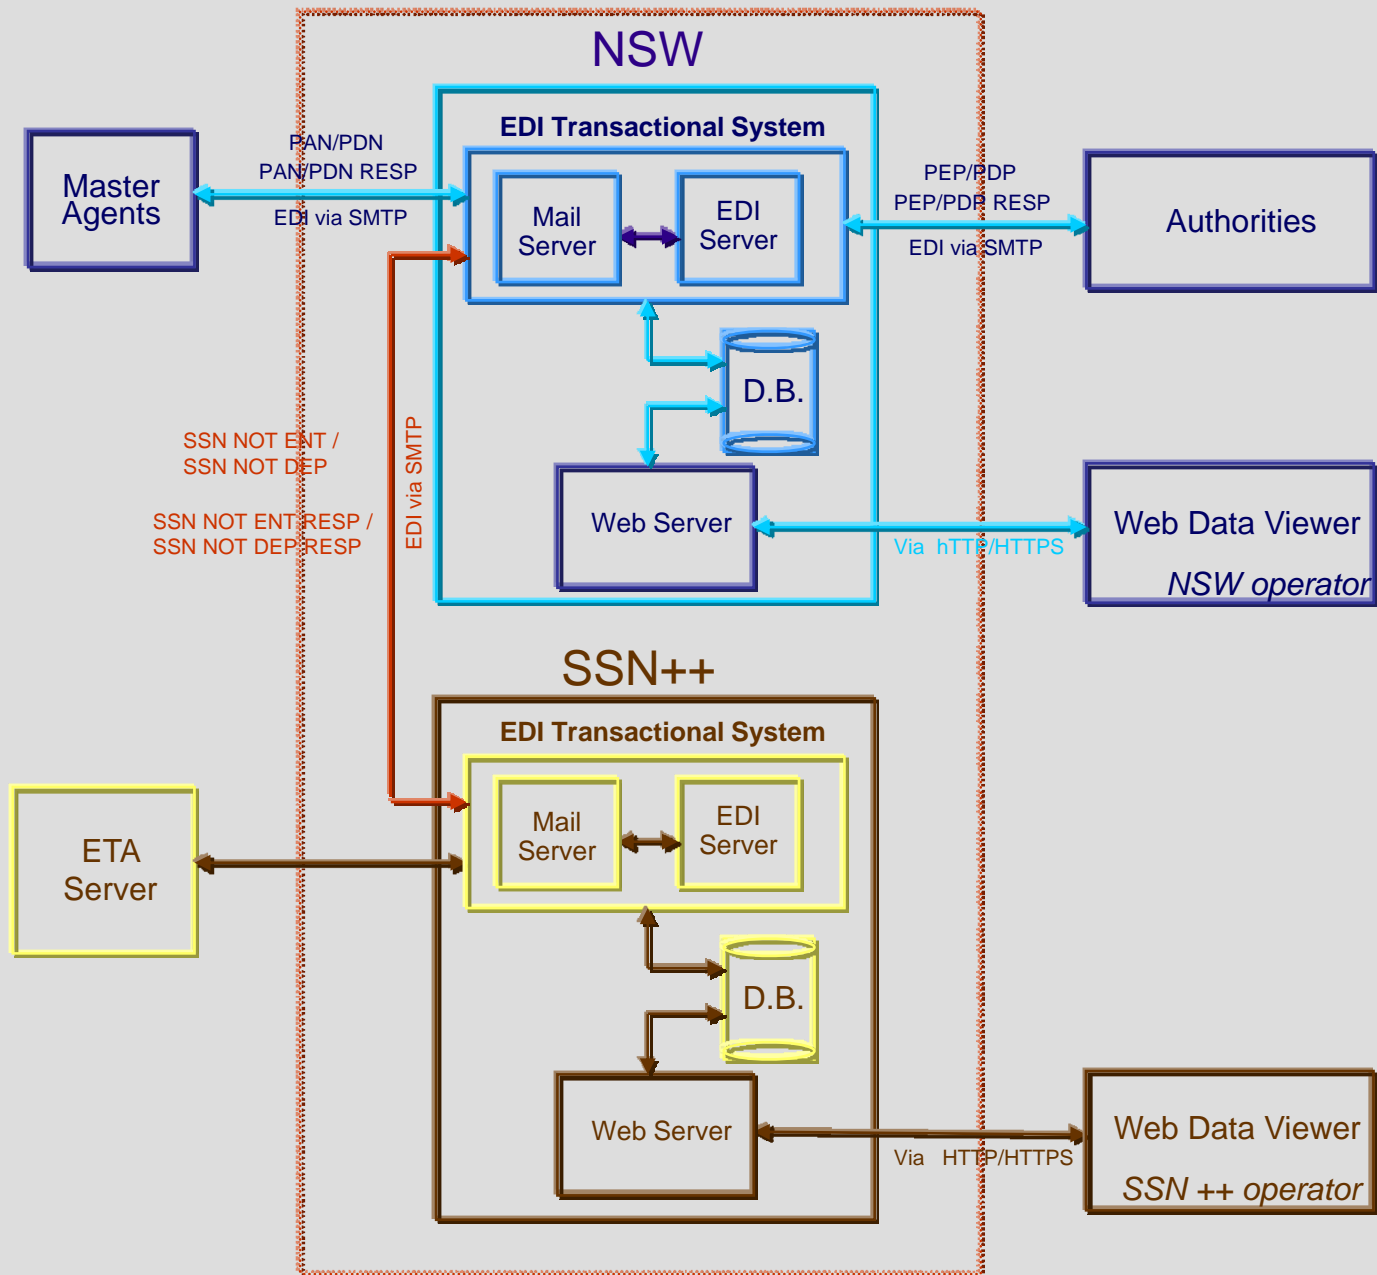 NSW
EDI Transactional System
Master
Agents
PAN/PDN
PAN/PDN RESP
EDI via SMTP
Mail
Server
EDI
Server
PEP/PDP
PEP/PDP RESP
EDI via SMTP
Authorities
D.B.
SSN NOT ENT /
SSN NOT DEP
SSN NOT ENT RESP /
SSN NOT DEP RESP
EDI via SMTP
Web Server
Via hTTP/HTTPS
Web Data Viewer
NSW operator
SSN++
EDI Transactional System
ETA
Server
Mail
Server
EDI
Server
D.B.
Web Server
Via HTTP/HTTPS
Web Data Viewer
SSN ++ operator